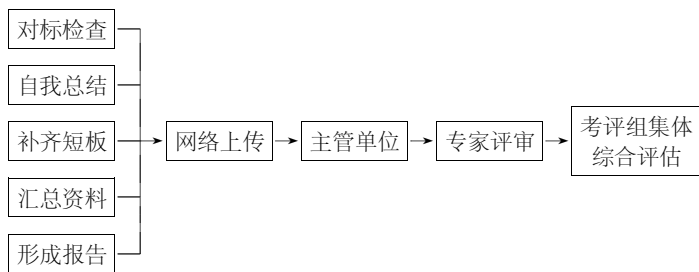 对标检查
自我总结
补齐短板
汇总资料
形成报告
网络上传
主管单位
专家评审
考评组集体
综合评估